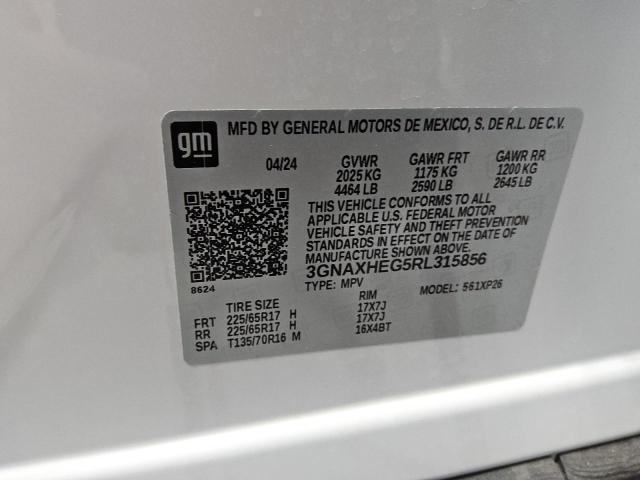 gm
MFD BY GENERAL MOTORS DE MEXICO, S. DE R.L. DE C.V.
04/24 GVWR GAWR FRT GAWR RR
2025 KG 1175 KG 1200 KG
4464 LB 2590 LB 2645 LB
THIS VEHICLE CONFORMS TO ALL
APPLICABLE U.S. FEDERAL MOTOR
VEHICLE SAFETY AND THEFT PREVENTION
STANDARDS IN EFFECT ON THE DATE OF
MANUFACTURE SHOWN ABOVE.
3GNAXHEG5RL315856
8624
TYPE: MPV MODEL: 561XP26
TIRE SIZE RIM
FRT 225/65R17 H 17X7J
RR 225/65R17 H 17X7J
SPA T135/70R16 M 16X4BT